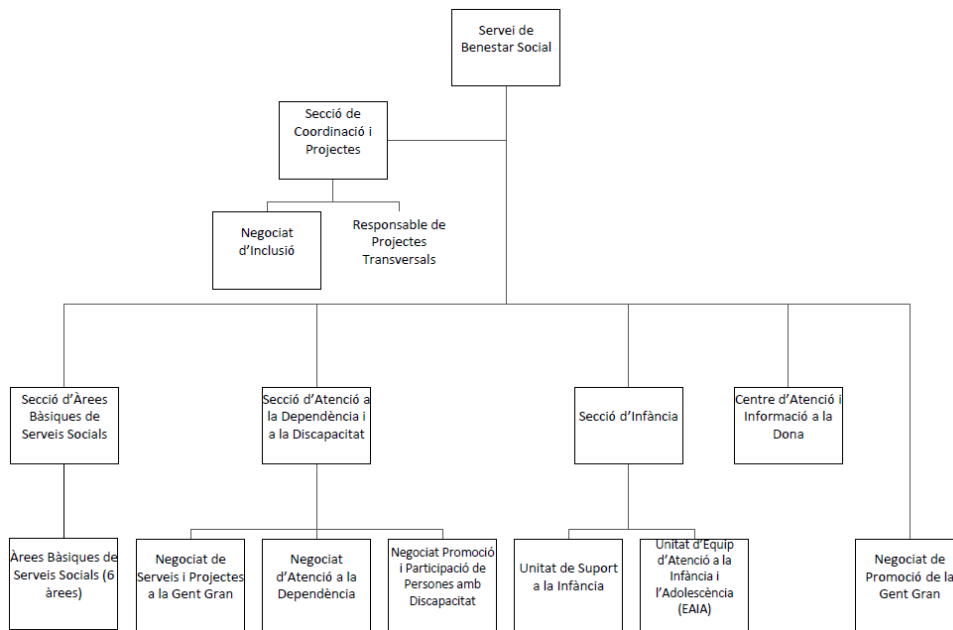 Servei de
Benestar Social
Secció de
Coordinació i
Projectes
Negociat
d’Inclusió
Responsable de
Projectes
Transversals
Secció d’Àrees
Bàsiques de
Serveis Socials
Secció d’Atenció a
la Dependència i
a la Discapacitat
Secció d’Infància
Centre d’Atenció i
Informació a la
Dona
Àrees Bàsiques de
Serveis Socials (6
àrees)
Negociat de
Serveis i Projectes
a la Gent Gran
Negociat
d’Atenció a la
Dependència
Negociat Promoció
i Participació de
Persones amb
Discapacitat
Unitat de Suport
a la Infància
Unitat d’Equip
d’Atenció a la
Infància i
l’Adolescència
(EAIA)
Negociat de
Promoció de la
Gent Gran